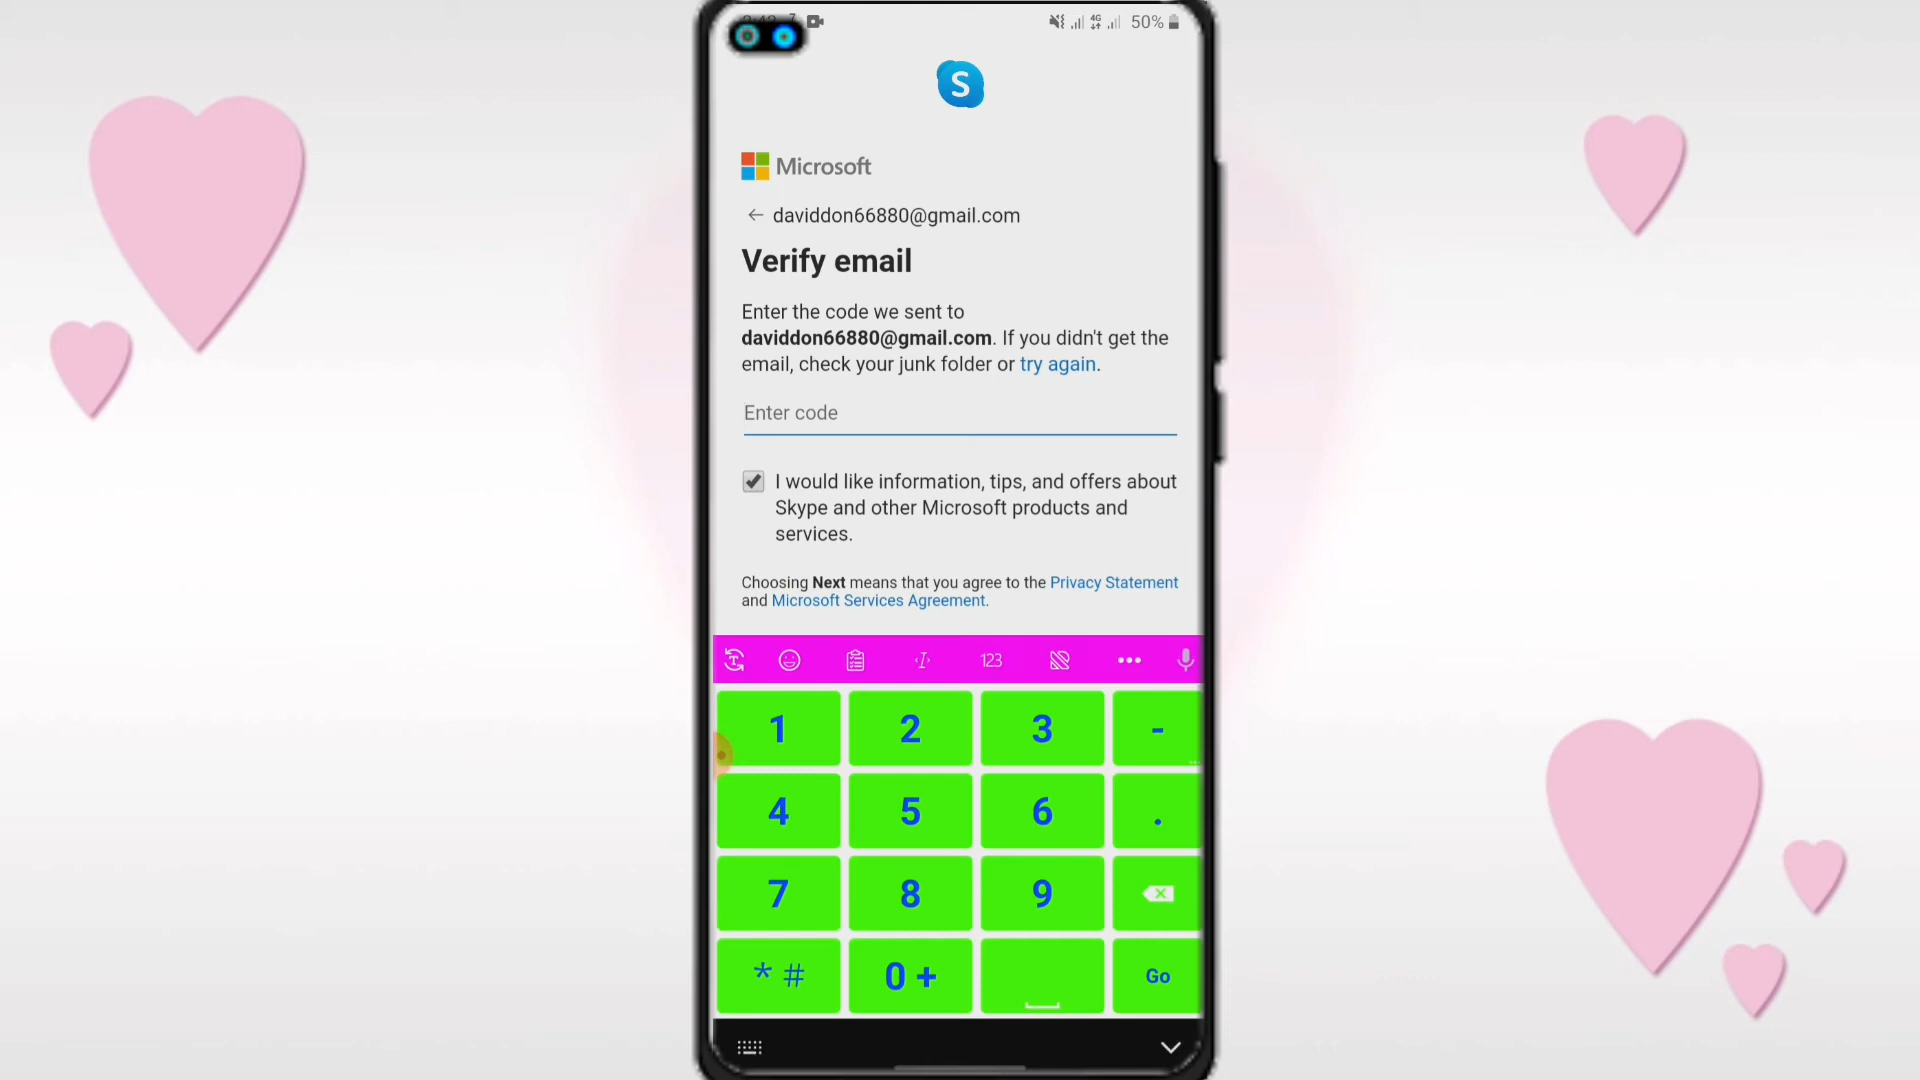 4G 50%
S
Microsoft
← daviddon66880@gmail.com
Verify email
Enter the code we sent to
daviddon66880@gmail.com. If you didn't get the
email, check your junk folder or try again.
Enter code
I would like information, tips, and offers about
Skype and other Microsoft products and
services.
Choosing Next means that you agree to the Privacy Statement
and Microsoft Services Agreement.
T I 123
1 2 3 -
4 5 6 .
7 8 9
* # 0 + Go